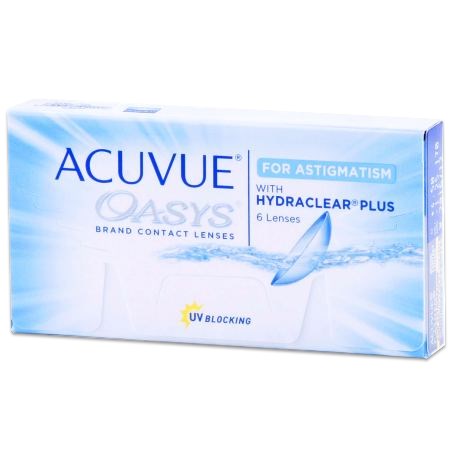 ACUVUE®
OASYS®
BRAND CONTACT LENSES
FOR ASTIGMATISM
WITH
HYDRACLEAR® PLUS
6 Lenses
UV BLOCKING